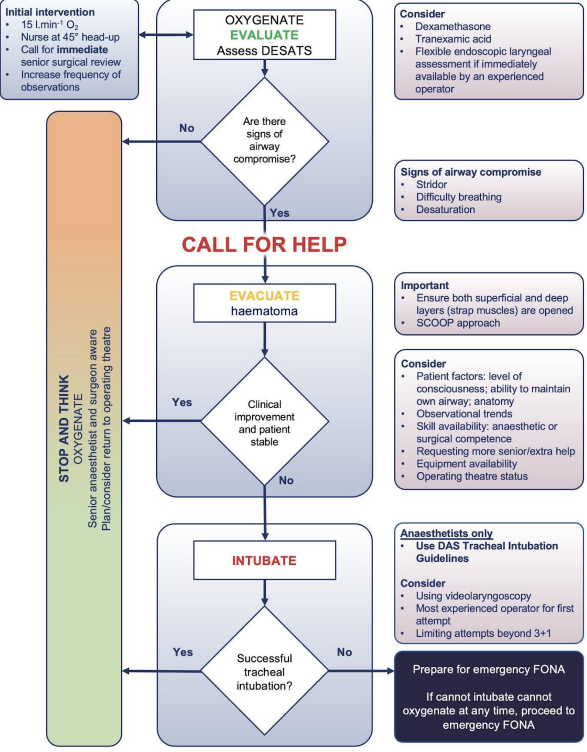 Initial intervention
• 15 l.min⁻¹ O₂
• Nurse at 45° head-up
• Call for immediate
senior surgical review
• Increase frequency of
observations
OXYGENATE
EVALUATE
Assess DESATS
Consider
• Dexamethasone
• Tranexamic acid
• Flexible endoscopic laryngeal
assessment if immediately
available by an experienced
operator
Are there
signs of
airway
compromise?
No
Yes
Signs of airway compromise
• Stridor
• Difficulty breathing
• Desaturation
CALL FOR HELP
EVACUATE
haematoma
Important
• Ensure both superficial and deep
layers (strap muscles) are opened
• SCOOP approach
Clinical
improvement
and patient
stable
Yes
No
Consider
• Patient factors: level of
consciousness; ability to maintain
own airway; anatomy
• Observational trends
• Skill availability: anaesthetic or
surgical competence
• Requesting more senior/extra help
• Equipment availability
• Operating theatre status
STOP AND THINK
OXYGENATE
Senior anaesthetist and surgeon aware
Plan/consider return to operating theatre
INTUBATE
Anaesthetists only
• Use DAS Tracheal Intubation
Guidelines
Consider
• Using videolaryngoscopy
• Most experienced operator for first
attempt
• Limiting attempts beyond 3+1
Successful
tracheal
intubation?
Yes
No
Prepare for emergency FONA
If cannot intubate cannot
oxygenate at any time, proceed to
emergency FONA